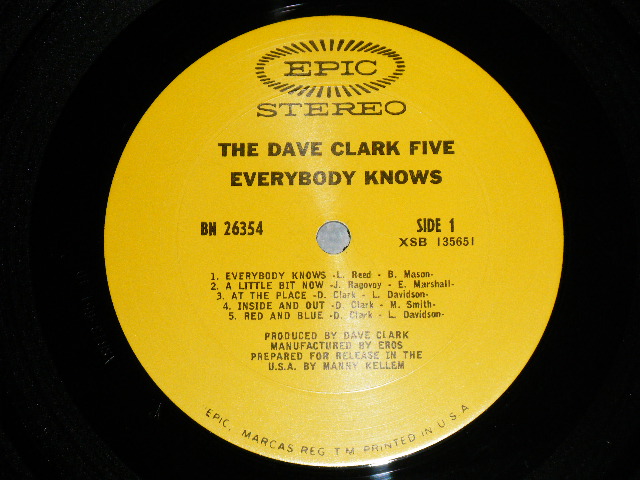 EPIC
STEREO
THE DAVE CLARK FIVE
EVERYBODY KNOWS
BN 26354
SIDE 1
XSB 135651
1. EVERYBODY KNOWS -L. Reed - B. Mason-
2. A LITTLE BIT NOW -J. Ragovoy - E. Marshall-
3. AT THE PLACE -D. Clark - L. Davidson-
4. INSIDE AND OUT -D. Clark - M. Smith-
5. RED AND BLUE -D. Clark - L. Davidson-
PRODUCED BY DAVE CLARK
MANUFACTURED BY EROS
PREPARED FOR RELEASE IN THE
U.S.A. BY MANNY KELLEM
EPIC, MARCAS REG. T.M. PRINTED IN U.S.A.